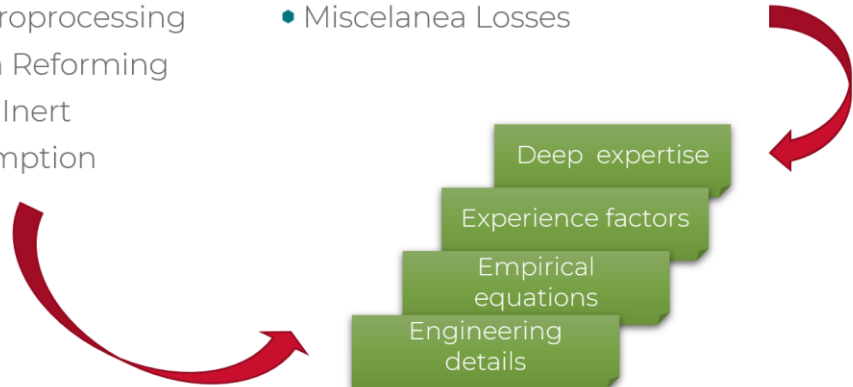 roprocessing
Reforming
Inert
mption
Miscelanea Losses
Deep expertise
Experience factors
Empirical
equations
Engineering
details